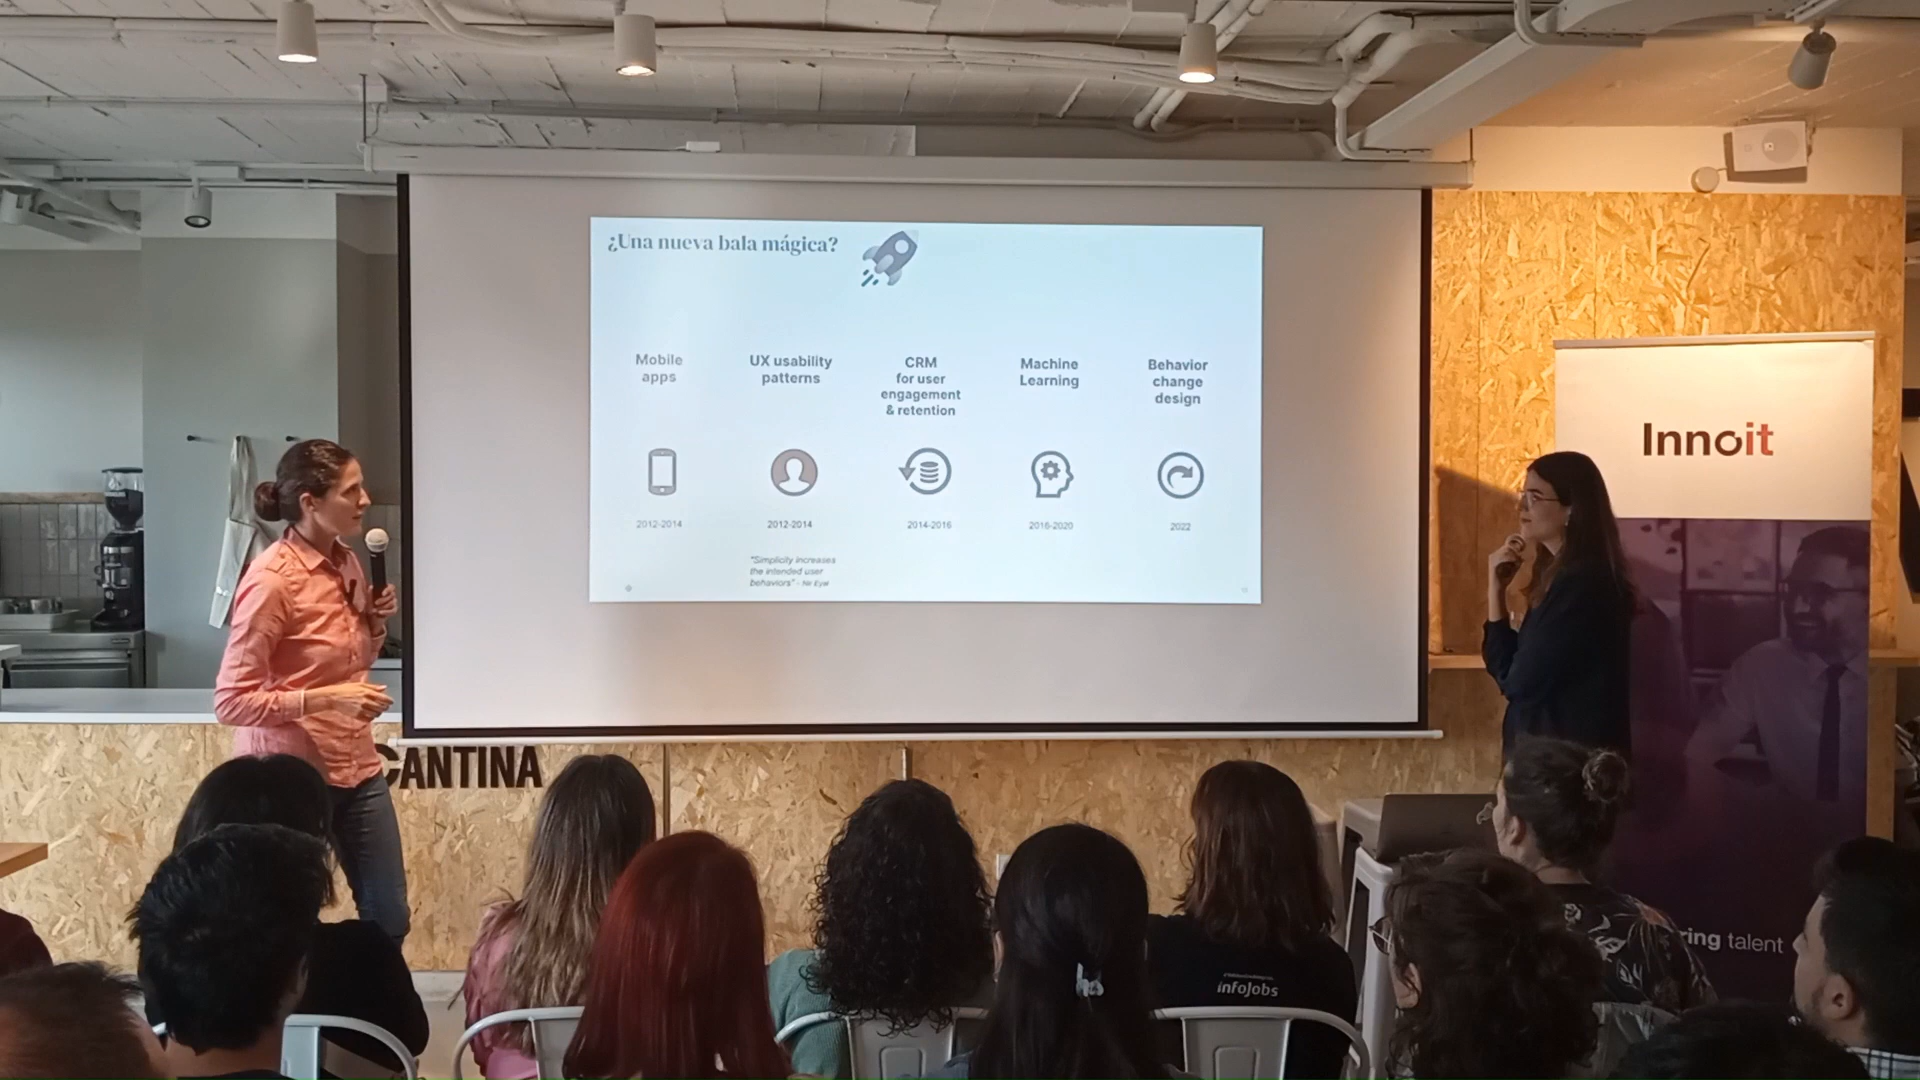 ¿Una nueva bala mágica?
Mobile
apps
UX usability
patterns
CRM
for user
engagement
& retention
Machine
Learning
Behavior
change
design
2012-2014
2012-2014
2014-2016
2016-2020
2022
"Simplicity increases
the intended user
behaviors" - Nir Eyal
Innoit
CANTINA
ring talent
infoJobs